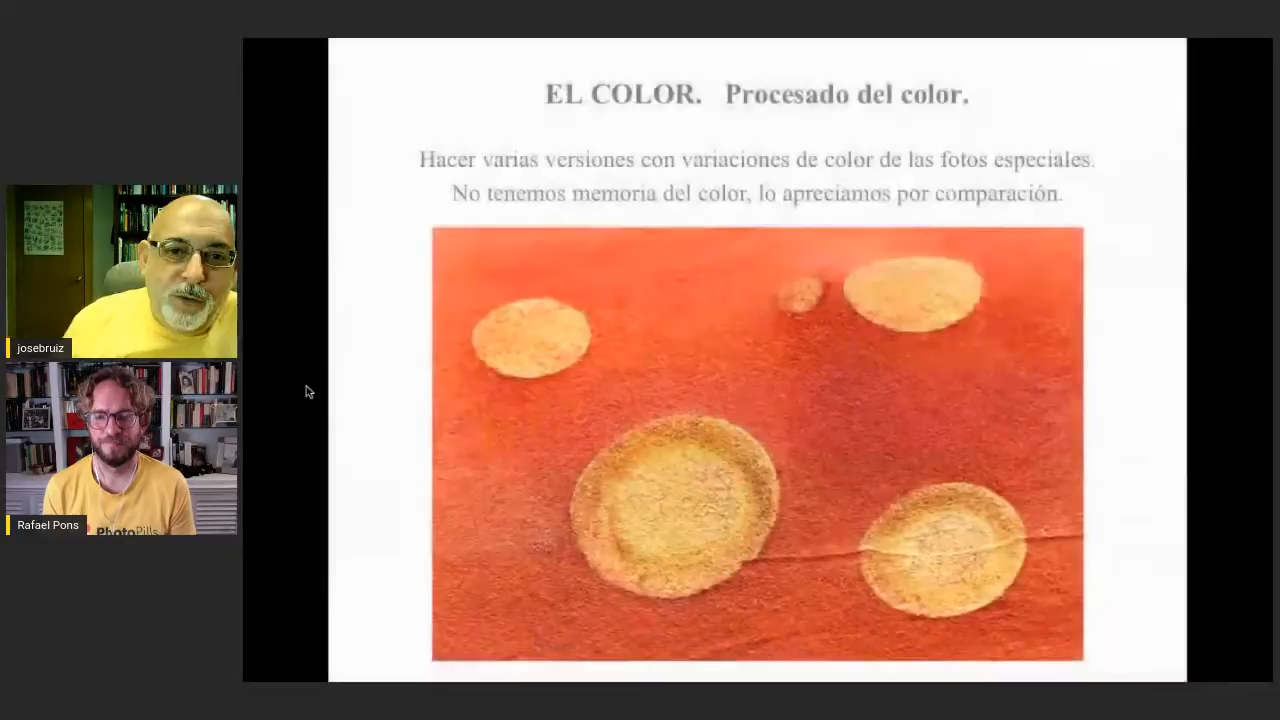 EL COLOR. Procesado del color.
Hacer varias versiones con variaciones de color de las fotos especiales.
No tenemos memoria del color, lo apreciamos por comparación.
josebruiz
Rafael Pons
PhotoPills